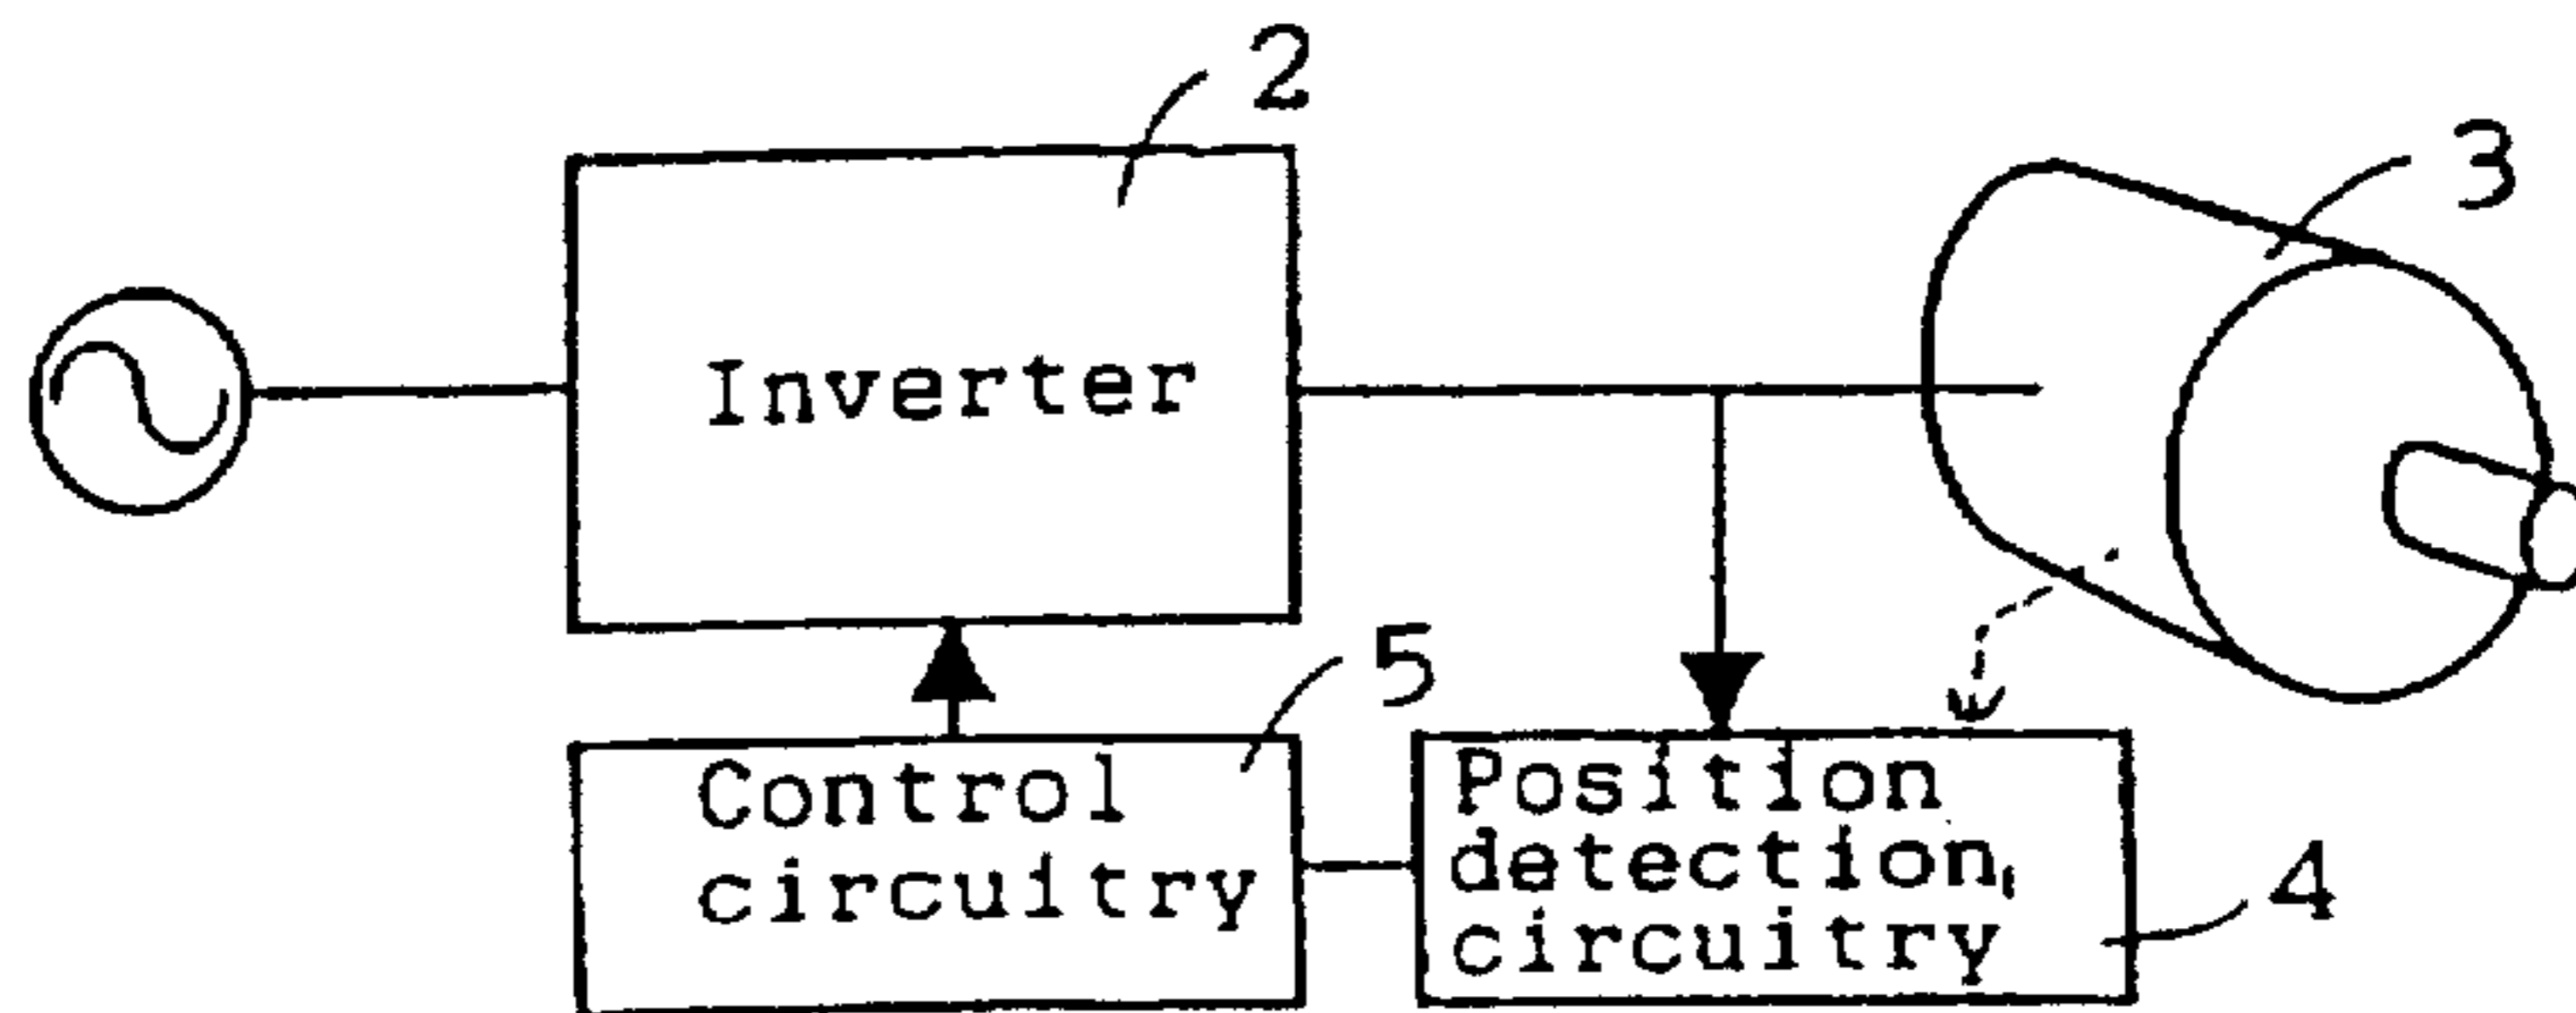 2
3
Inverter
5
Control
circuitry
Position
detection
circuitry
4